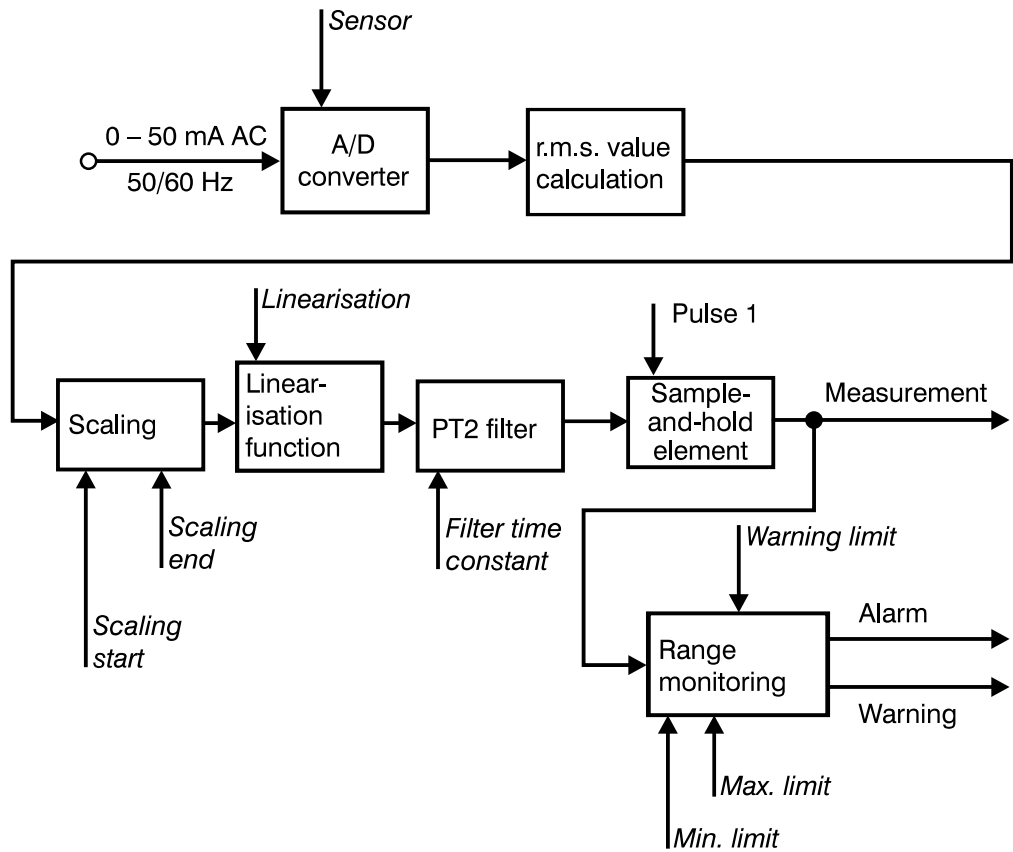 Sensor
0 – 50 mA AC
50/60 Hz
A/D
converter
r.m.s. value
calculation
Linearisation
Pulse 1
Scaling
Linear-
isation
function
PT2 filter
Sample-
and-hold
element
Measurement
Scaling
end
Filter time
constant
Warning limit
Scaling
start
Range
monitoring
Alarm
Warning
Max. limit
Min. limit